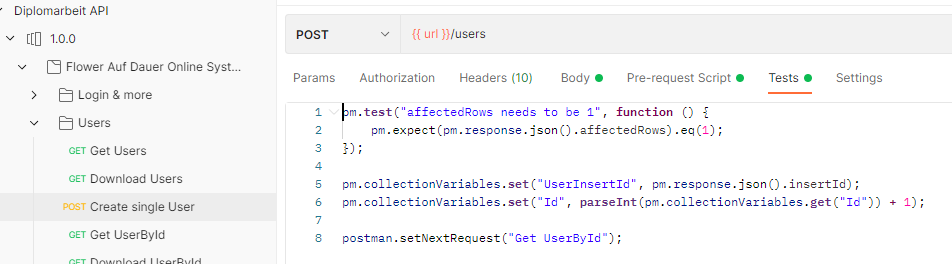 Diplomarbeit API
1.0.0
Flower Auf Dauer Online Syst...
Login & more
Users
GET Get Users
GET Download Users
POST Create single User
GET Get UserById
GET Download UserById
POST
{{ url }}/users
Params Authorization Headers (10) Body Pre-request Script Tests Settings
1 pm.test("affectedRows needs to be 1", function () {
2 pm.expect(pm.response.json().affectedRows).eq(1);
3 });
4
5 pm.collectionVariables.set("UserInsertId", pm.response.json().insertId);
6 pm.collectionVariables.set("Id", parseInt(pm.collectionVariables.get("Id")) + 1);
7
8 postman.setNextRequest("Get UserById");